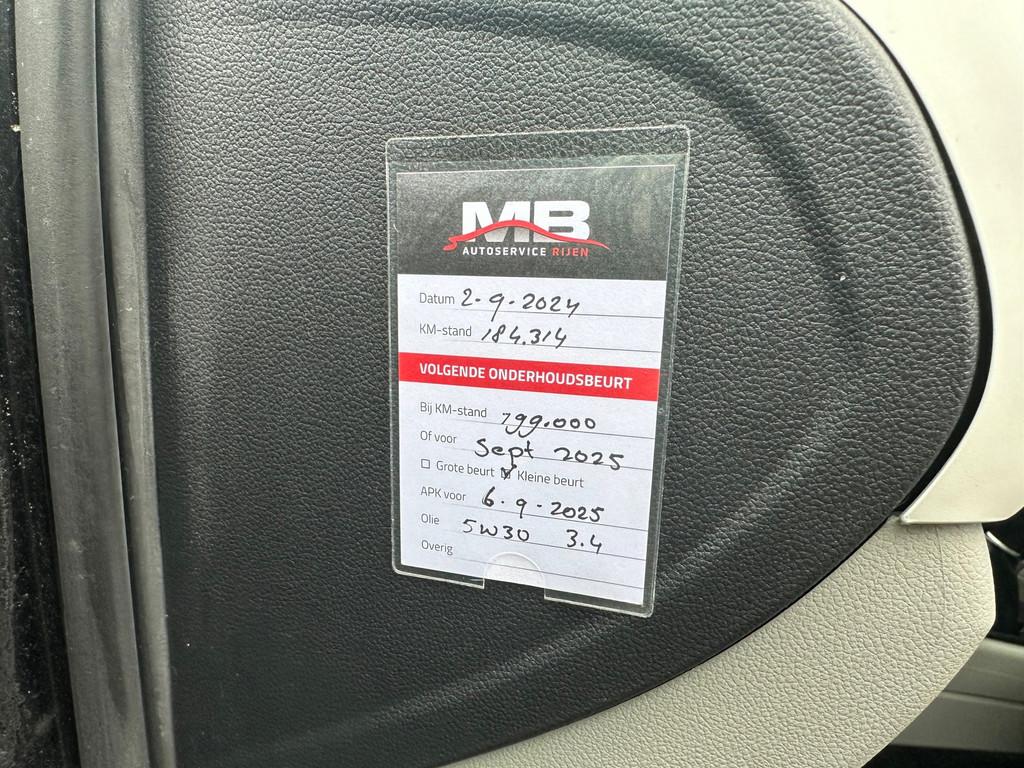 MB
AUTOSERVICE RIJEN
Datum 2-9-2024
KM-stand 184.314
VOLGENDE ONDERHOUDSBEURT
Bij KM-stand 199.000
Of voor Sept 2025
☐ Grote beurt ☑ Kleine beurt
APK voor 6-9-2025
Olie 5W30 3.4
Overig